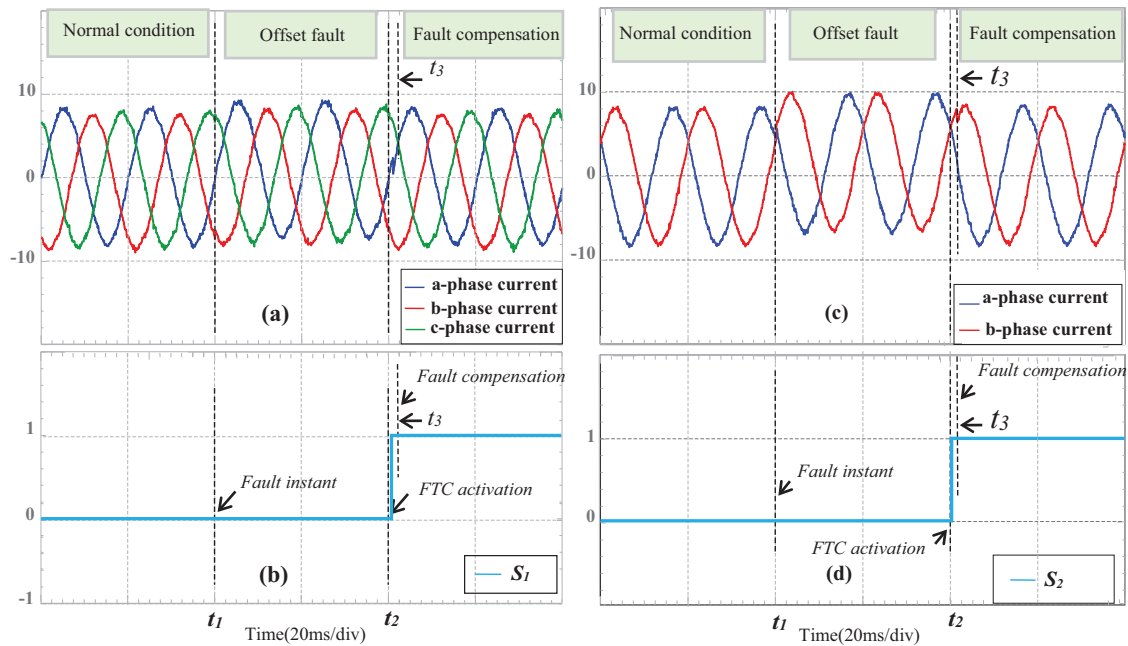 Normal condition
Offset fault
Fault compensation
t3
10
0
-10
(a)
a-phase current
b-phase current
c-phase current
Fault compensation
t3
1
Fault instant
FTC activation
0
(b)
S1
-1
t1
t2
Time(20ms/div)
Normal condition
Offset fault
Fault compensation
t3
10
0
-10
(c)
a-phase current
b-phase current
Fault compensation
t3
1
Fault instant
0
FTC activation
(d)
S2
t1
t2
Time(20ms/div)